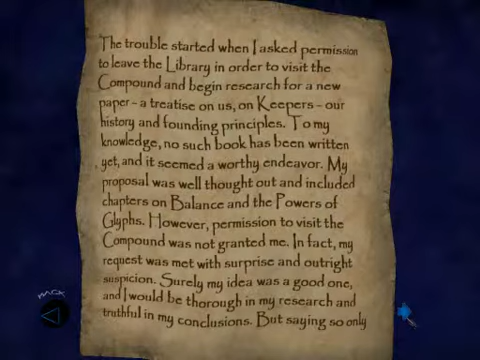 The trouble started when I asked permission
to leave the Library in order to visit the
Compound and begin research for a new
paper - a treatise on us, on Keepers - our
history and founding principles. To my
knowledge, no such book has been written
yet, and it seemed a worthy endeavor. My
proposal was well thought out and included
chapters on Balance and the Powers of
Glyphs. However, permission to visit the
Compound was not granted me. In fact, my
request was met with surprise and outright
suspicion. Surely my idea was a good one,
and I would be thorough in my research and
truthful in my conclusions. But saying so only
BACK